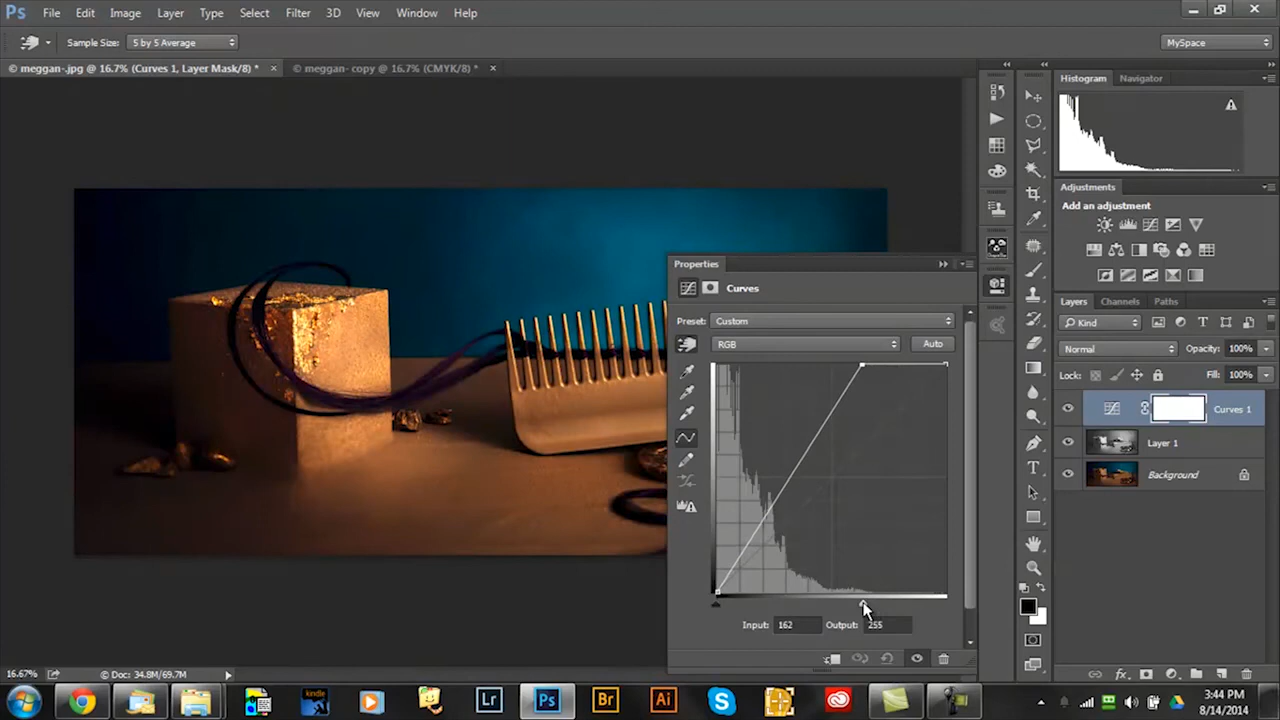 Ps File Edit Image Layer Type Select Filter 3D View Window Help
Sample Size: 5 by 5 Average MySpace
© meggan-.jpg @ 16.7% (Curves 1, Layer Mask/8) * × © meggan- copy @ 16.7% (CMYK/8) * ×
Histogram Navigator
Adjustments
Add an adjustment
Properties
Curves
Preset: Custom
RGB Auto
Input: 162 Output: 255
Layers Channels Paths
Kind
Normal Opacity: 100%
Lock: Fill: 100%
Curves 1
Layer 1
Background
fx
16.67% © Doc: 34.8M/69.7M
kindle Lr Ps Br Ai
3:44 PM
8/14/2014